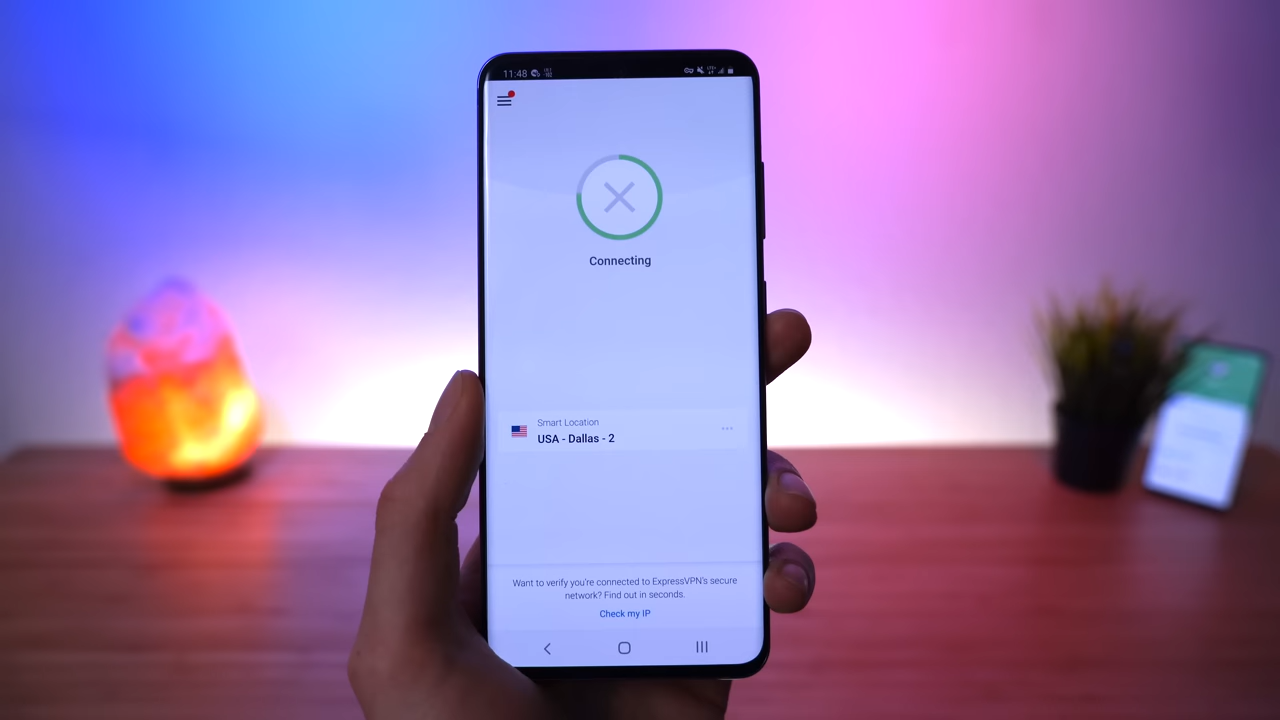 11:48
Connecting
Smart Location
USA - Dallas - 2
Want to verify you're connected to ExpressVPN's secure
network? Find out in seconds.
Check my IP